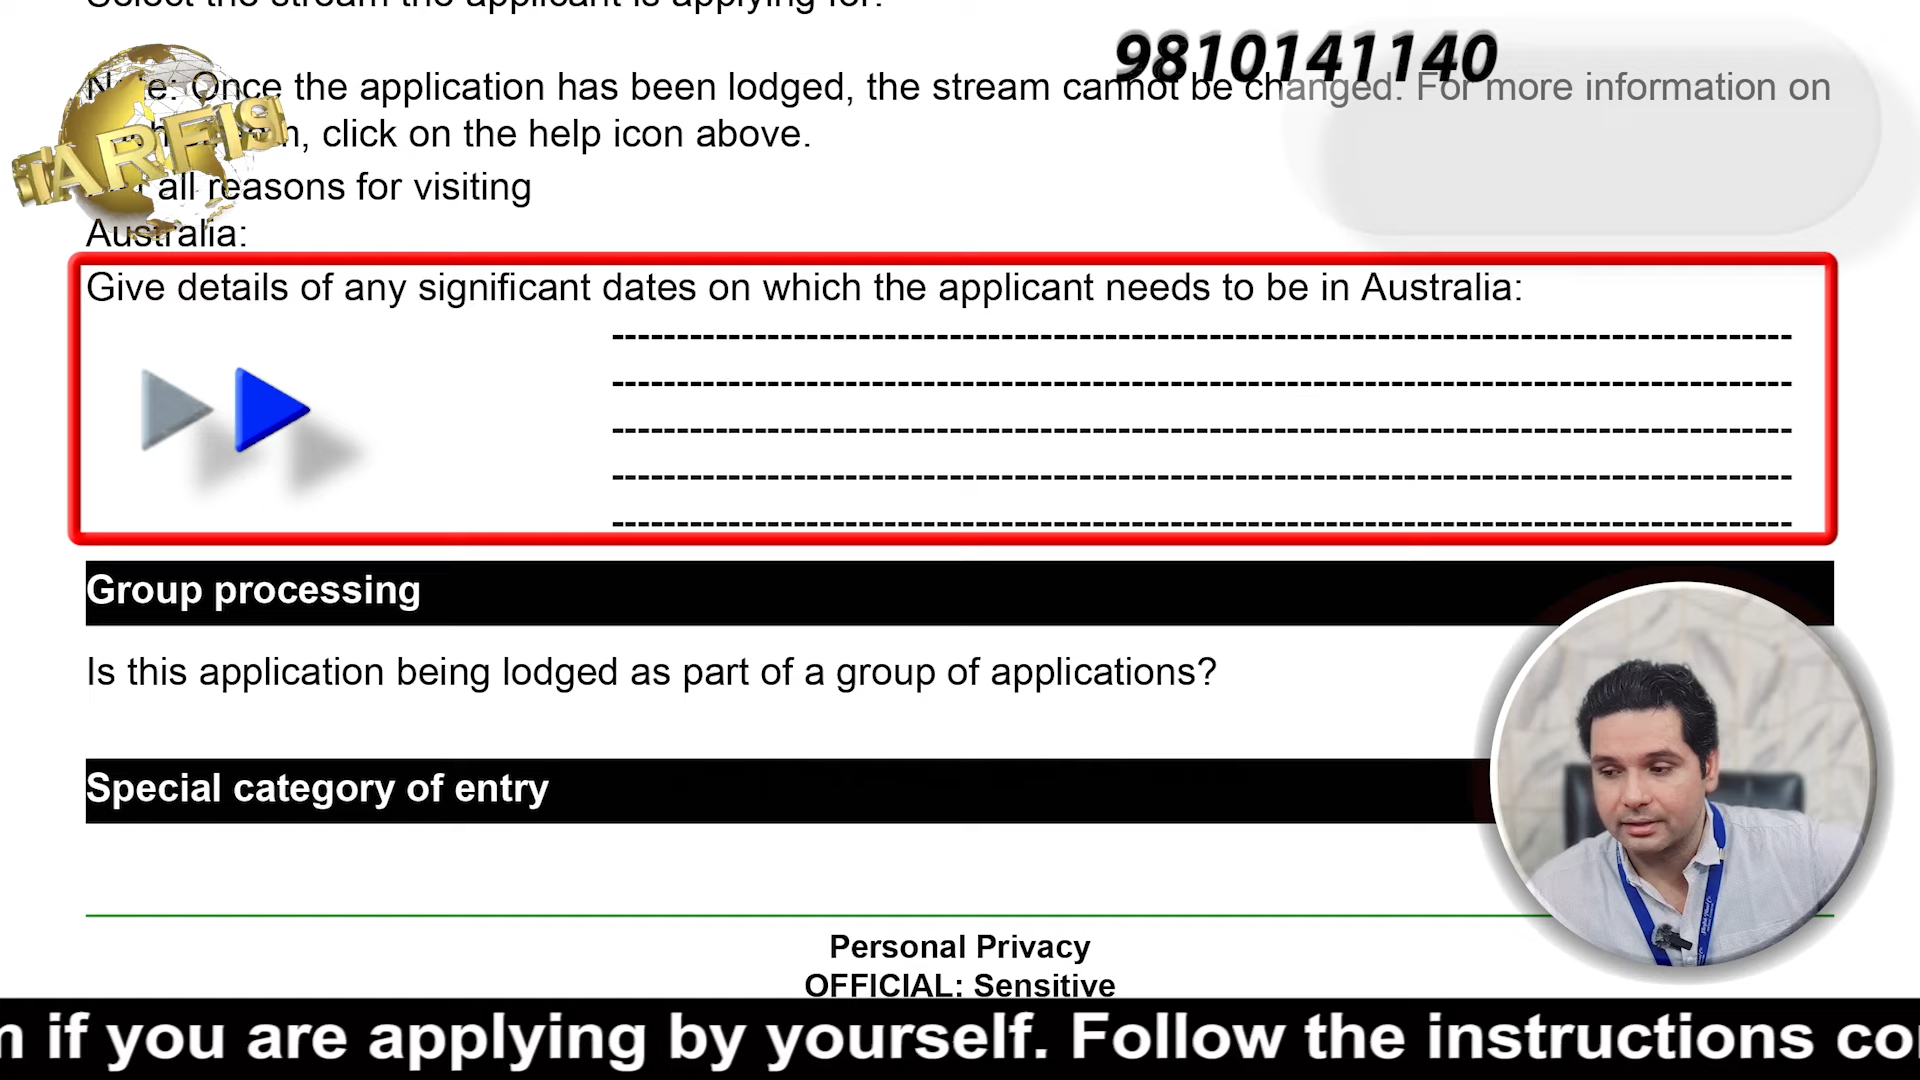 9810141140
Note: Once the application has been lodged, the stream cannot be changed. For more information on
click on the help icon above.
all reasons for visiting
Australia:
Give details of any significant dates on which the applicant needs to be in Australia:
Group processing
Is this application being lodged as part of a group of applications?
Special category of entry
Personal Privacy
OFFICIAL: Sensitive
if you are applying by yourself. Follow the instructions